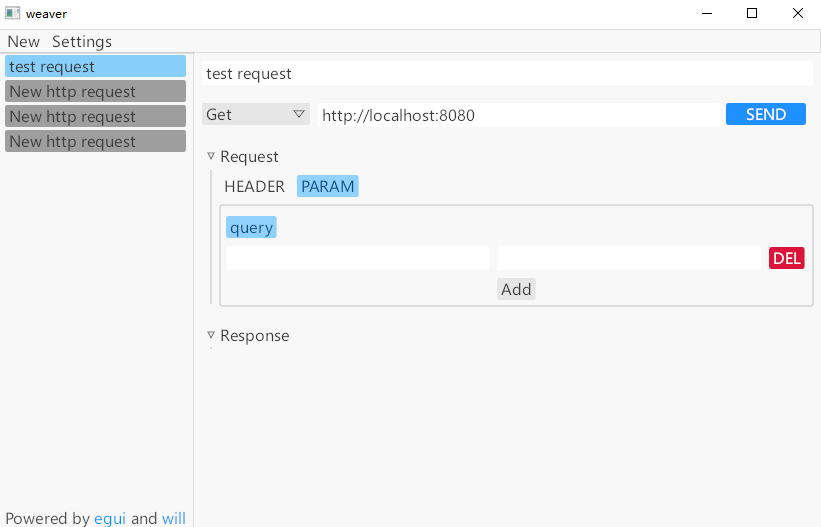 weaver
New Settings
test request
New http request
New http request
New http request
Powered by egui and will
test request
Get http://localhost:8080 SEND
Request
HEADER PARAM
query
DEL
Add
Response